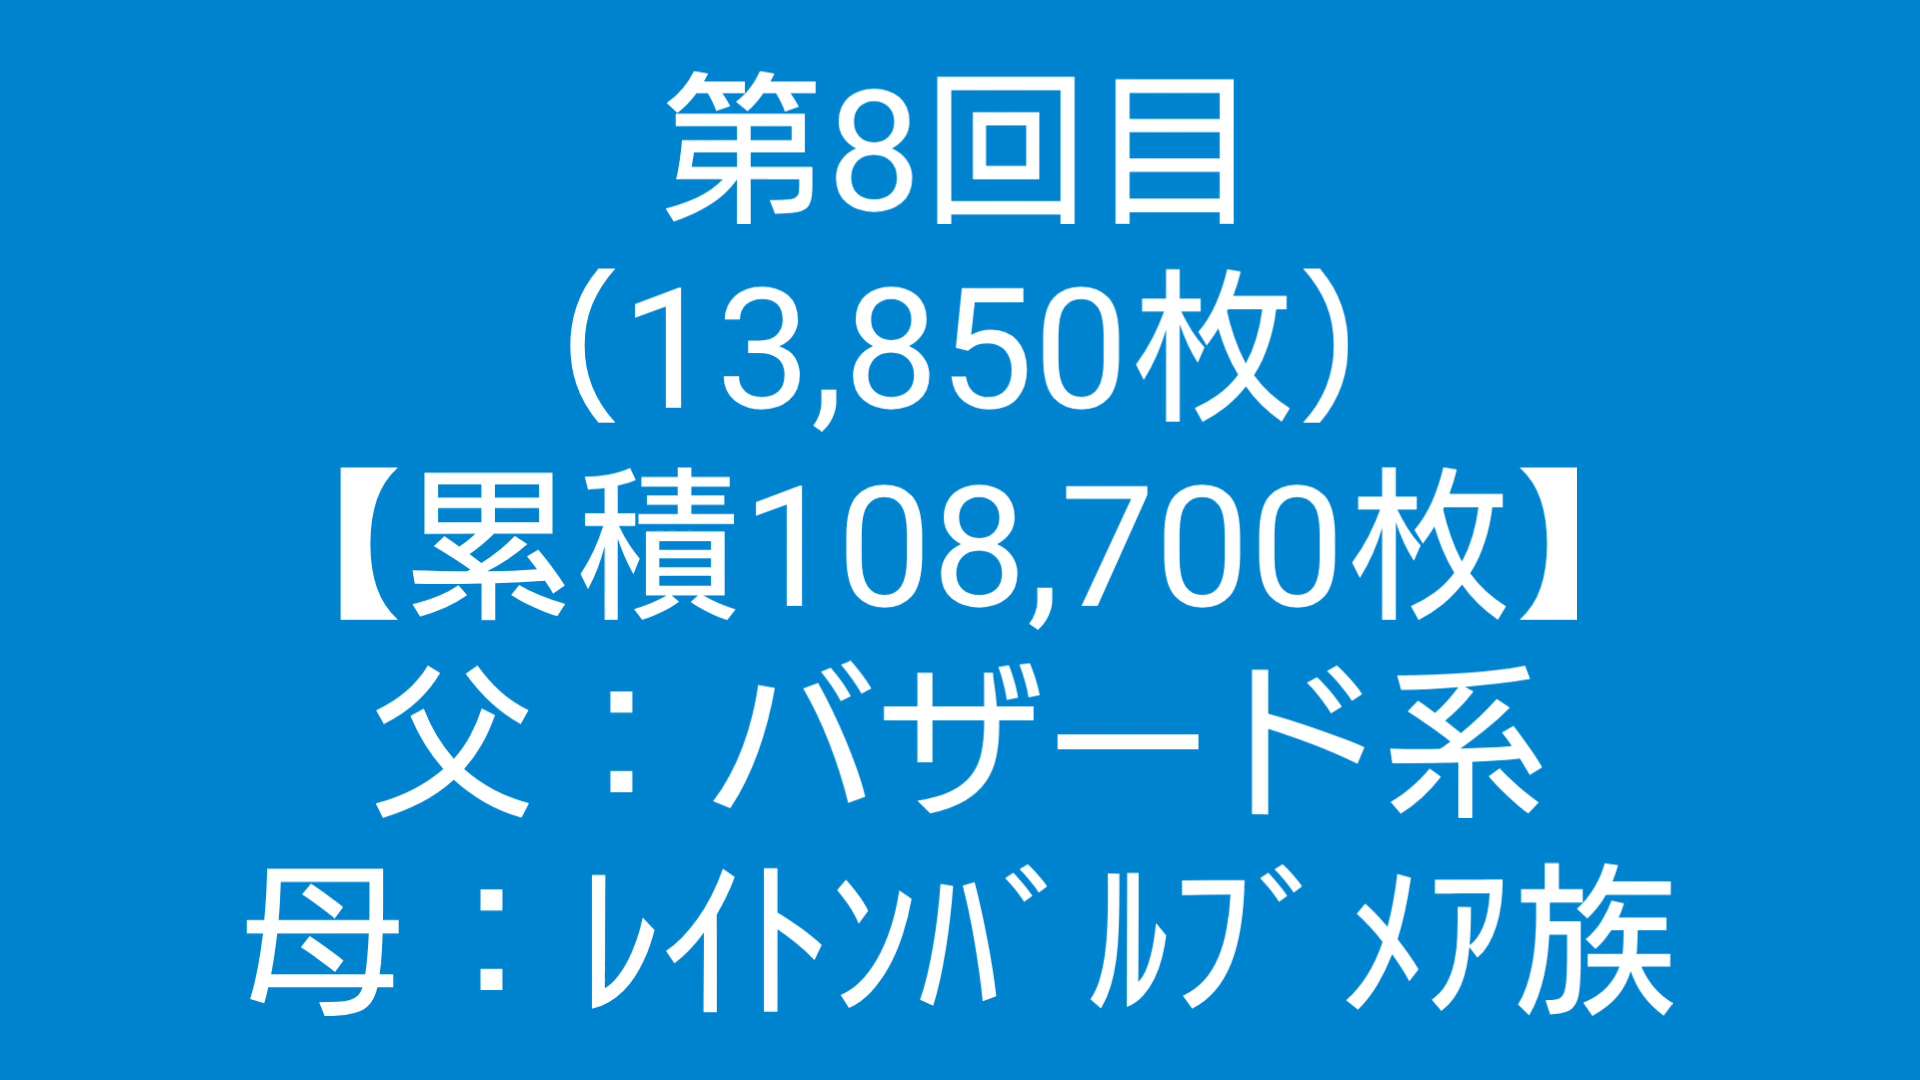 第8回目
（13,850枚）
【累積108,700枚】
父：バザード系
母：ﾚｲﾄﾝﾊﾞﾙﾌﾞﾒｱ族